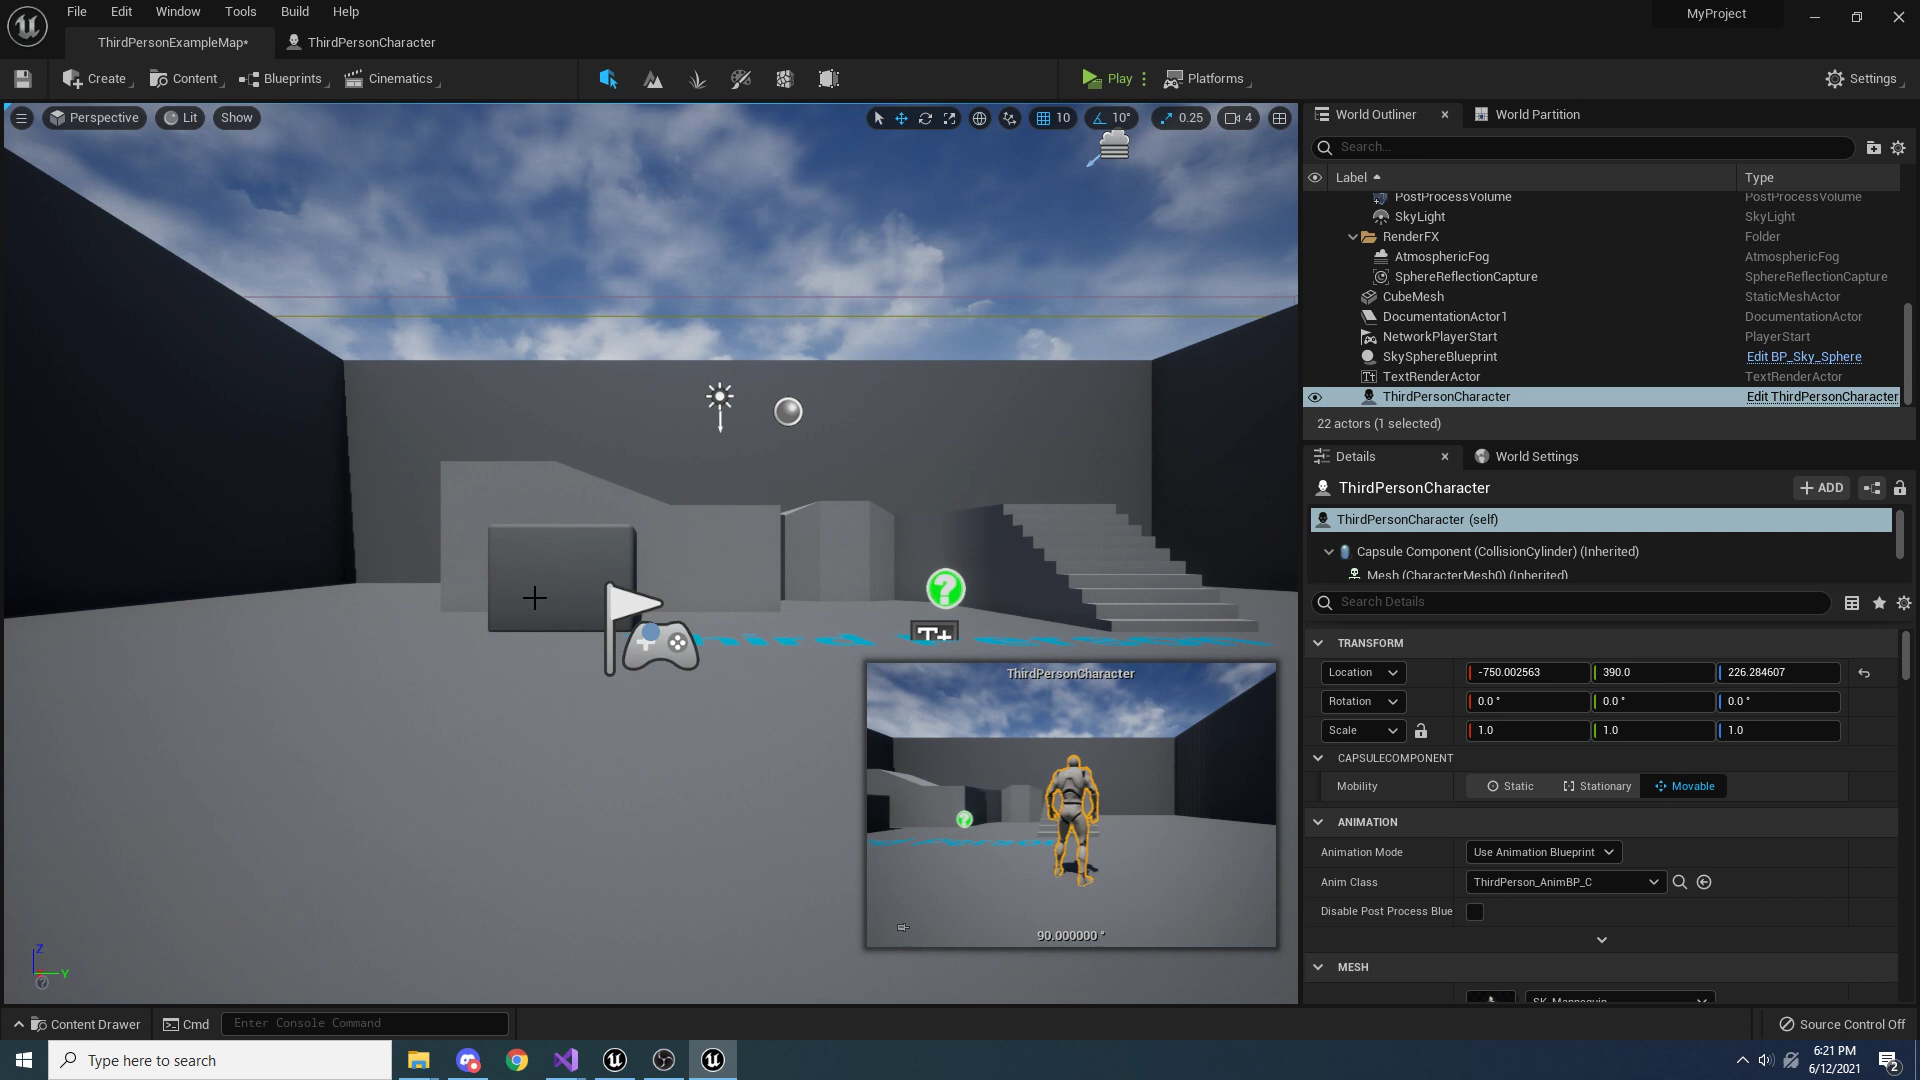 File Edit Window Tools Build Help
MyProject
ThirdPersonExampleMap*
ThirdPersonCharacter
Create Content Blueprints Cinematics
Play Platforms
Settings
Perspective Lit Show
10 10° 0.25 4
World Outliner
World Partition
Search...
Label Type
PostProcessVolume PostProcessVolume
SkyLight SkyLight
RenderFX Folder
AtmosphericFog AtmosphericFog
SphereReflectionCapture SphereReflectionCapture
CubeMesh StaticMeshActor
DocumentationActor1 DocumentationActor
NetworkPlayerStart PlayerStart
SkySphereBlueprint Edit BP_Sky_Sphere
TextRenderActor TextRenderActor
ThirdPersonCharacter Edit ThirdPersonCharacter
22 actors (1 selected)
Details
World Settings
ThirdPersonCharacter
ADD
ThirdPersonCharacter (self)
Capsule Component (CollisionCylinder) (Inherited)
Mesh (CharacterMesh0) (Inherited)
Search Details
TRANSFORM
Location -750.002563 390.0 226.284607
Rotation 0.0 ° 0.0 ° 0.0 °
Scale 1.0 1.0 1.0
CAPSULECOMPONENT
Mobility Static Stationary Movable
ANIMATION
Animation Mode Use Animation Blueprint
Anim Class ThirdPerson_AnimBP_C
Disable Post Process Blue
MESH
SK_Mannequin
T+
ThirdPersonCharacter
90.000000 °
Z
Y
Content Drawer Cmd Enter Console Command
Source Control Off
Type here to search
6:21 PM
6/12/2021
2